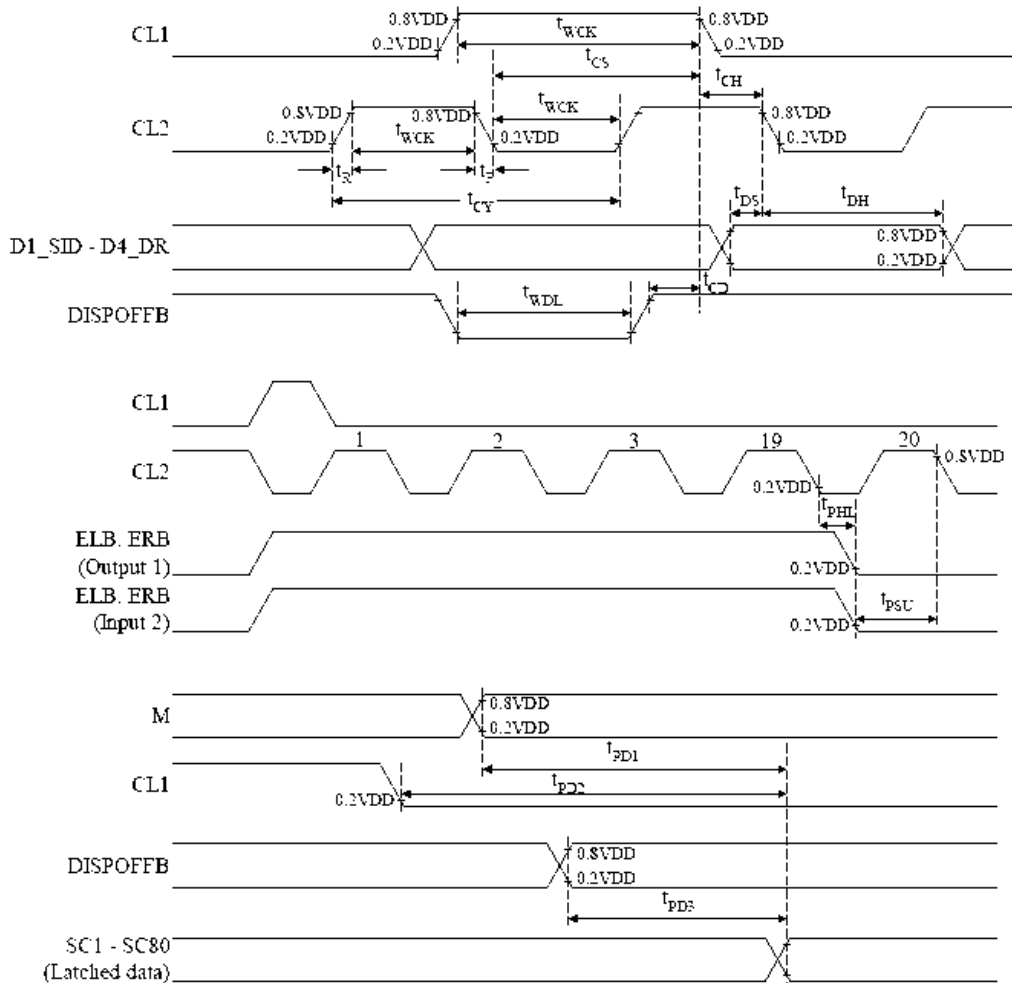 CL1
0.8VDD
0.2VDD
tWCK
0.8VDD
0.2VDD
tCS
tCH
CL2
0.8VDD
0.2VDD
tWCK
0.8VDD
tWCK
0.2VDD
0.8VDD
0.2VDD
tR
tF
tCY
tDS
tDH
D1_SID - D4_DR
0.8VDD
0.2VDD
tCD
DISPOFFB
tWDL
CL1
CL2
1
2
3
19
20
0.2VDD
0.8VDD
tPHL
ELB. ERB
(Output 1)
0.2VDD
ELB. ERB
(Input 2)
0.2VDD
tPSU
M
0.8VDD
0.2VDD
tPD1
CL1
0.2VDD
tPD2
DISPOFFB
0.8VDD
0.2VDD
tPD3
SC1 - SC80
(Latched data)